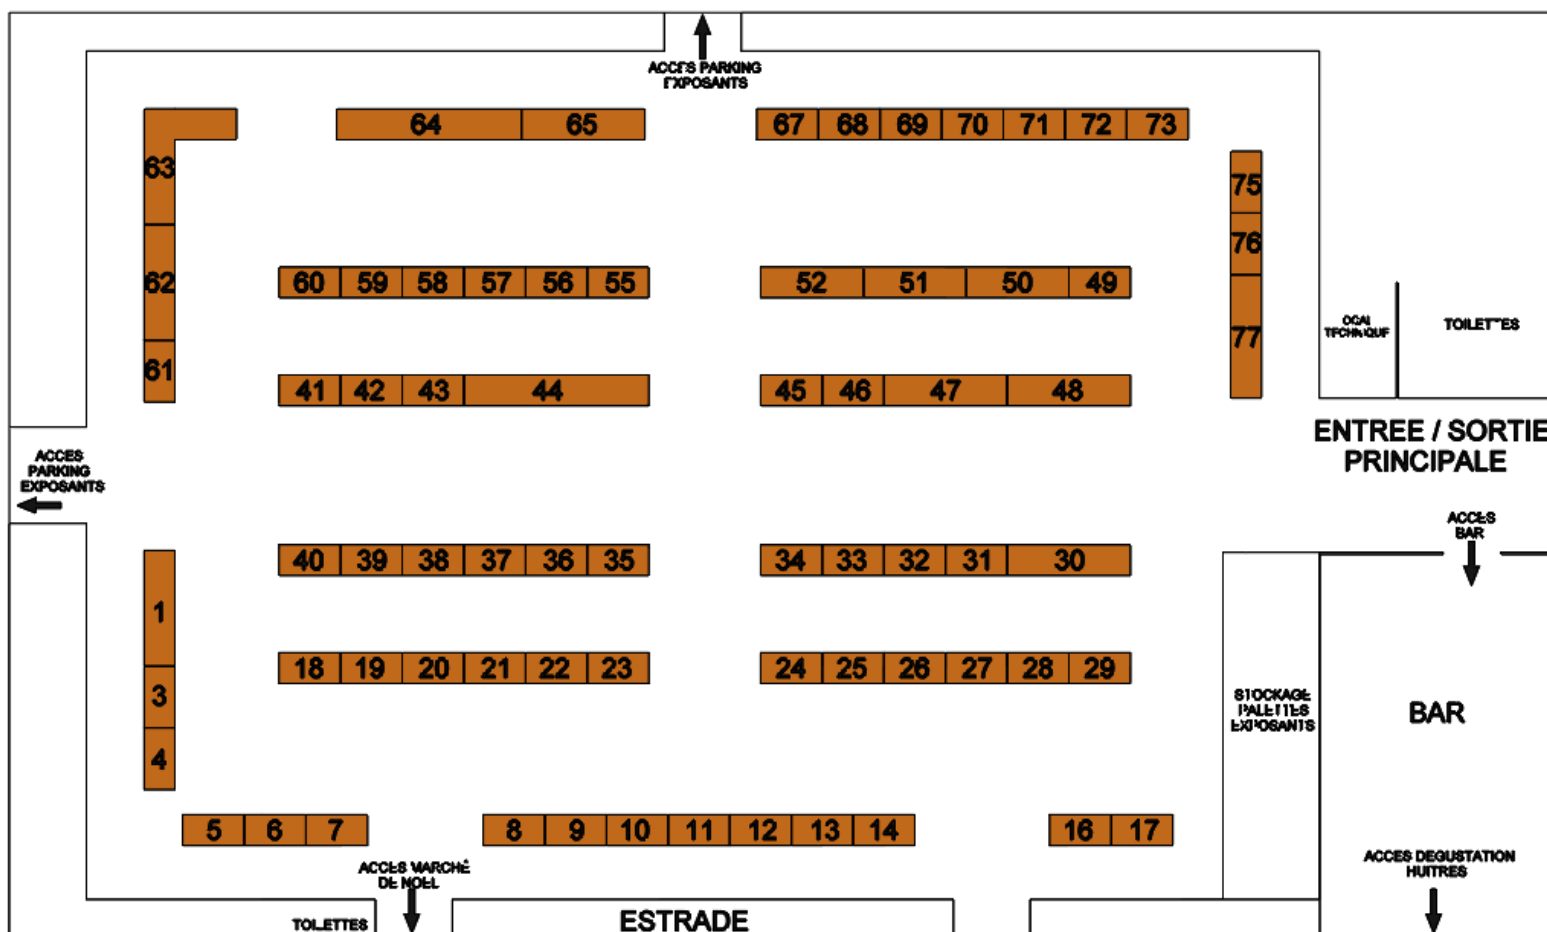 ACCES PARKING
EXPOSANTS
64 65 67 68 69 70 71 72 73
63
75
76
62 60 59 58 57 56 55 52 51 50 49
77
TOILETTES
61
41 42 43 44 45 46 47 48
ENTREE / SORTIE
PRINCIPALE
ACCES
PARKING
EXPOSANTS
ACCES
BAR
40 39 38 37 36 35 34 33 32 31 30
1
18 19 20 21 22 23 24 25 26 27 28 29
3
STOCKAGE
PALETTES
EXPOSANTS
BAR
4
5 6 7 8 9 10 11 12 13 14 16 17
ACCES MARCHÉ
DE NOEL
ACCES DEGUSTATION
HUITRES
TOILETTES
ESTRADE